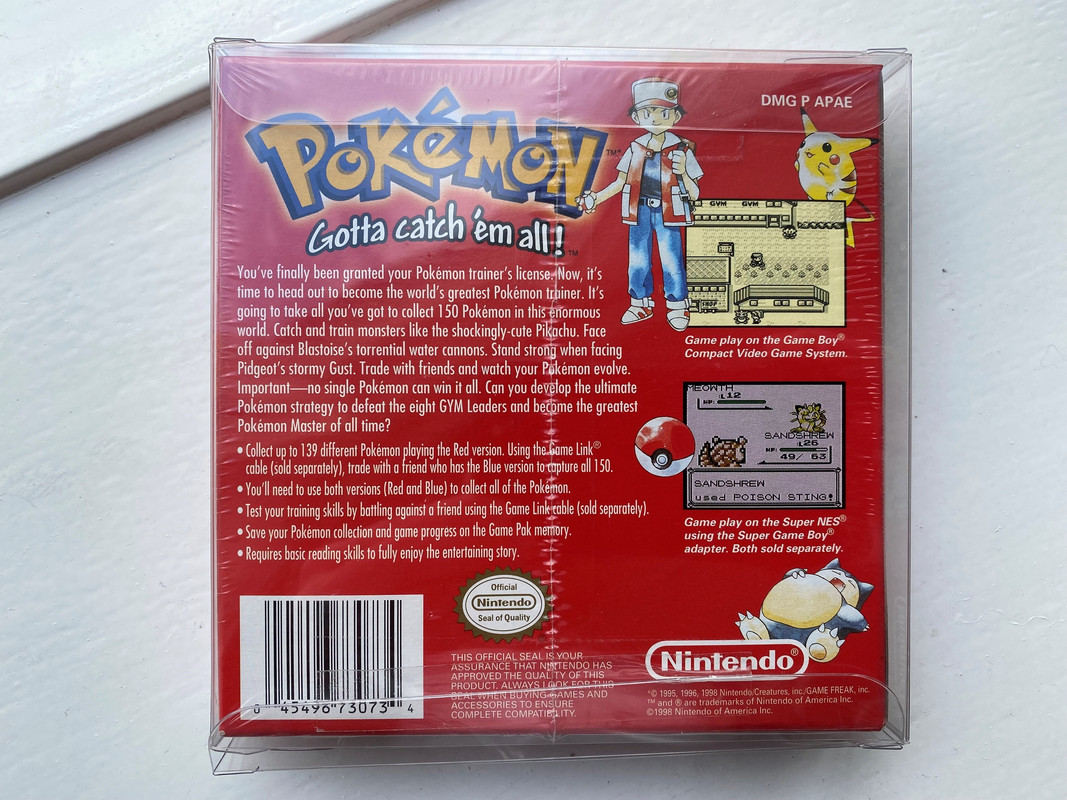 DMG P APAE
POKéMON™
Gotta catch 'em all! ™
You've finally been granted your Pokémon trainer's license. Now, it's
time to head out to become the world's greatest Pokémon trainer. It's
going to take all you've got to collect 150 Pokémon in this enormous
world. Catch and train monsters like the shockingly-cute Pikachu. Face
off against Blastoise's torrential water cannons. Stand strong when facing
Pidgeot's stormy Gust. Trade with friends and watch your Pokémon evolve.
Important—no single Pokémon can win it all. Can you develop the ultimate
Pokémon strategy to defeat the eight GYM Leaders and become the greatest
Pokémon Master of all time?
• Collect up to 139 different Pokémon playing the Red version. Using the Game Link®
cable (sold separately), trade with a friend who has the Blue version to capture all 150.
• You'll need to use both versions (Red and Blue) to collect all of the Pokémon.
• Test your training skills by battling against a friend using the Game Link cable (sold separately).
• Save your Pokémon collection and game progress on the Game Pak memory.
• Requires basic reading skills to fully enjoy the entertaining story.
GYM GYM
SHOP
Game play on the Game Boy®
Compact Video Game System.
MEOWTH
:L12
HP:
SANDSHREW
:L26
HP:
49/ 63
SANDSHREW
used POISON STING!
Game play on the Super NES®
using the Super Game Boy®
adapter. Both sold separately.
Official
Nintendo
Seal of Quality
THIS OFFICIAL SEAL IS YOUR
ASSURANCE THAT NINTENDO HAS
APPROVED THE QUALITY OF THIS
PRODUCT. ALWAYS LOOK FOR THIS
SEAL WHEN BUYING GAMES AND
ACCESSORIES TO ENSURE
COMPLETE COMPATIBILITY.
0 45496 73073 4
Nintendo®
© 1995, 1996, 1998 Nintendo/Creatures, inc./GAME FREAK, inc.
™ and ® are trademarks of Nintendo of America Inc.
©1998 Nintendo of America Inc.